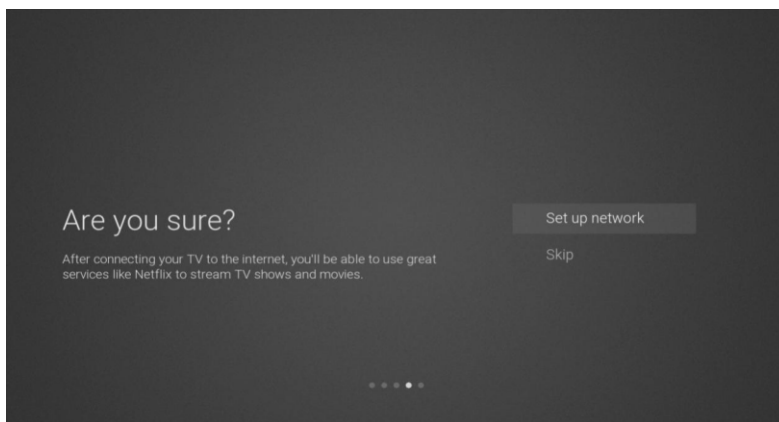 Are you sure?
After connecting your TV to the internet, you'll be able to use great
services like Netflix to stream TV shows and movies.
Set up network
Skip